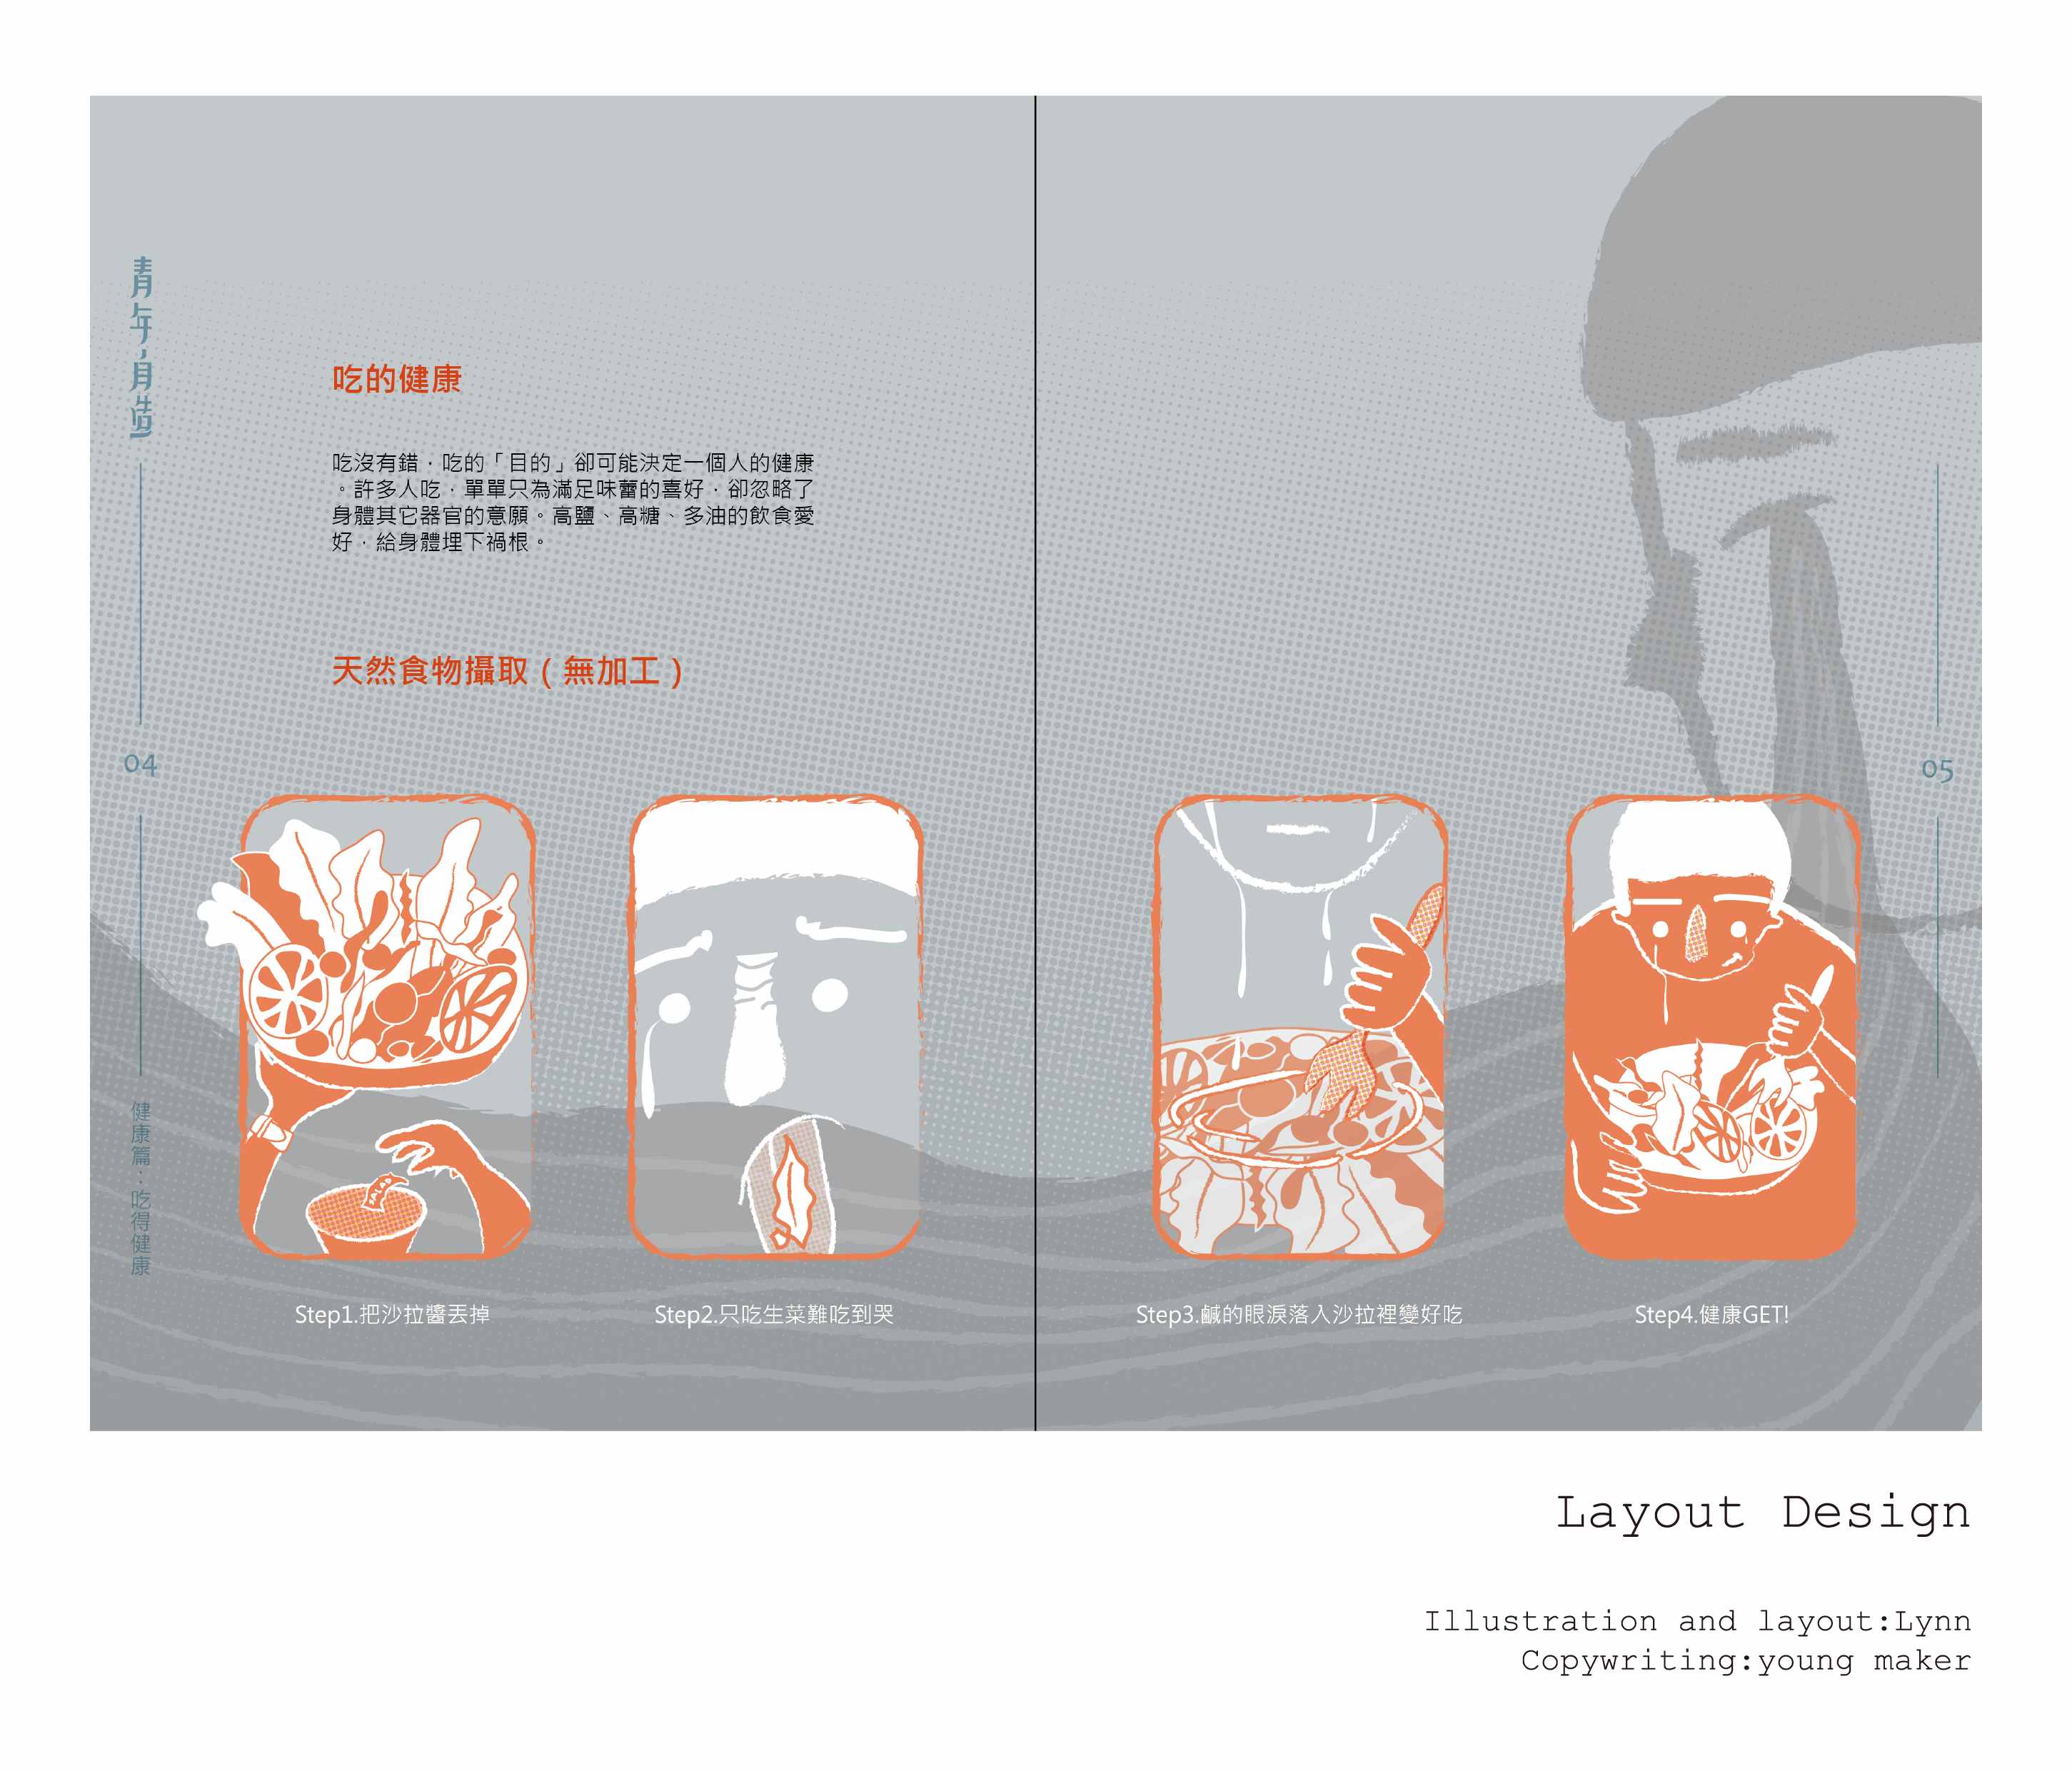 青年,月造
04
健康篇：吃得健康
吃的健康
吃沒有錯，吃的「目的」卻可能決定一個人的健康
。許多人吃，單單只為滿足味蕾的喜好，卻忽略了
身體其它器官的意願。高鹽、高糖、多油的飲食愛
好，給身體埋下禍根。
天然食物攝取（無加工）
SALAD
Step1.把沙拉醬丟掉
Step2.只吃生菜難吃到哭
Step3.鹹的眼淚落入沙拉裡變好吃
Step4.健康GET!
05
Layout Design
Illustration and layout:Lynn
Copywriting:young maker